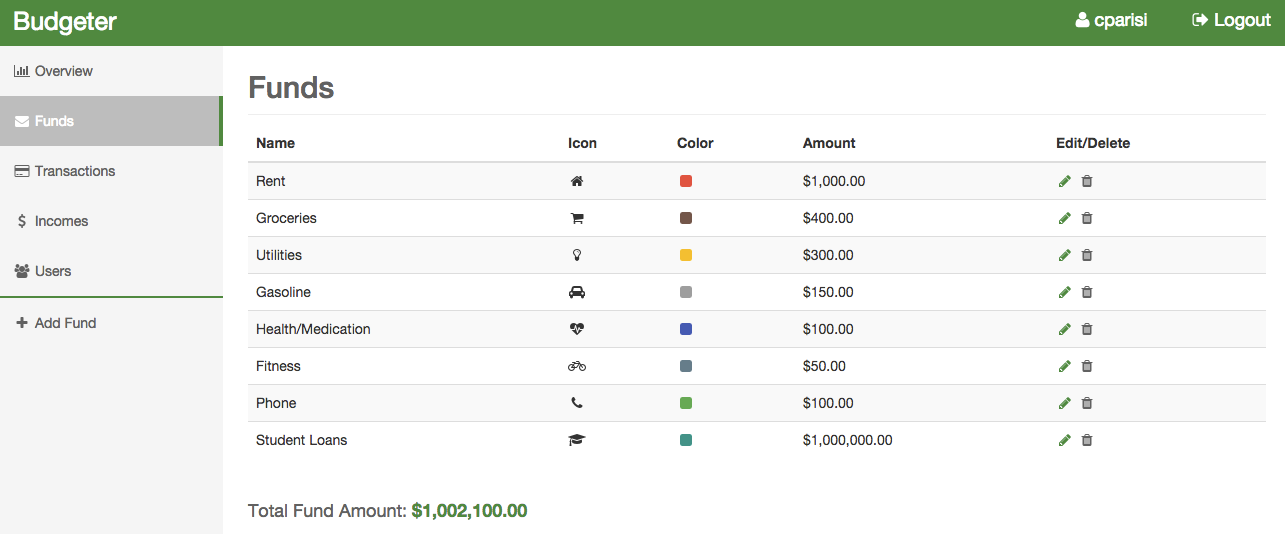 Budgeter
cparisi
Logout
Overview
Funds
Transactions
$ Incomes
Users
Add Fund
Funds
Name Icon Color Amount Edit/Delete
Rent $1,000.00
Groceries $400.00
Utilities $300.00
Gasoline $150.00
Health/Medication $100.00
Fitness $50.00
Phone $100.00
Student Loans $1,000,000.00
Total Fund Amount: $1,002,100.00